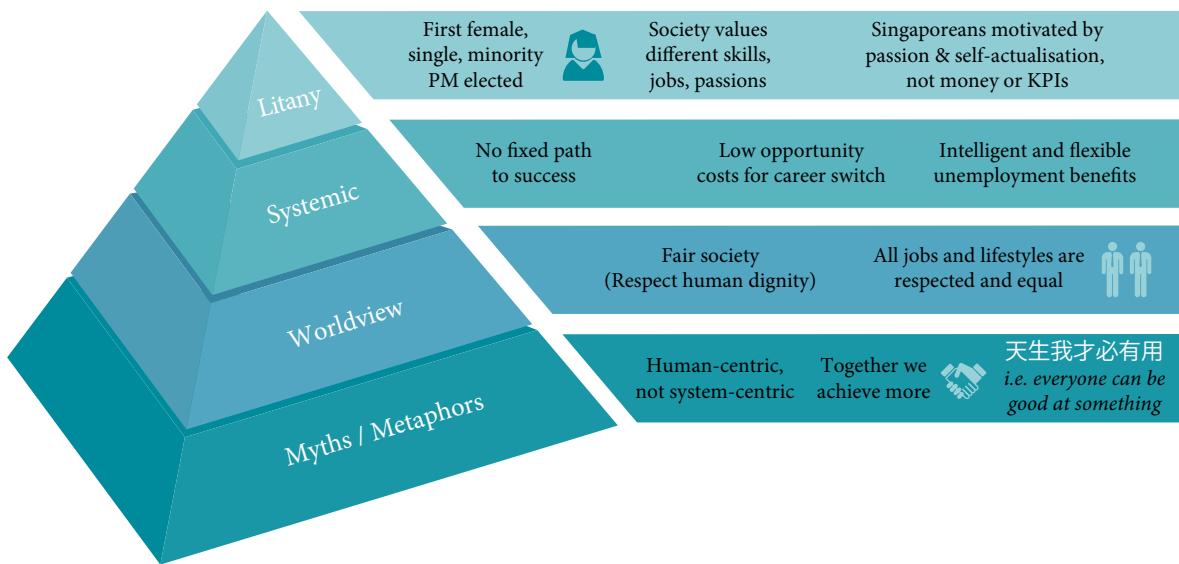 Litany
First female,
single, minority
PM elected
Society values
different skills,
jobs, passions
Singaporeans motivated by
passion & self-actualisation,
not money or KPIs
Systemic
No fixed path
to success
Low opportunity
costs for career switch
Intelligent and flexible
unemployment benefits
Worldview
Fair society
(Respect human dignity)
All jobs and lifestyles are
respected and equal
Myths / Metaphors
Human-centric,
not system-centric
Together we
achieve more
天生我才必有用
i.e. everyone can be
good at something